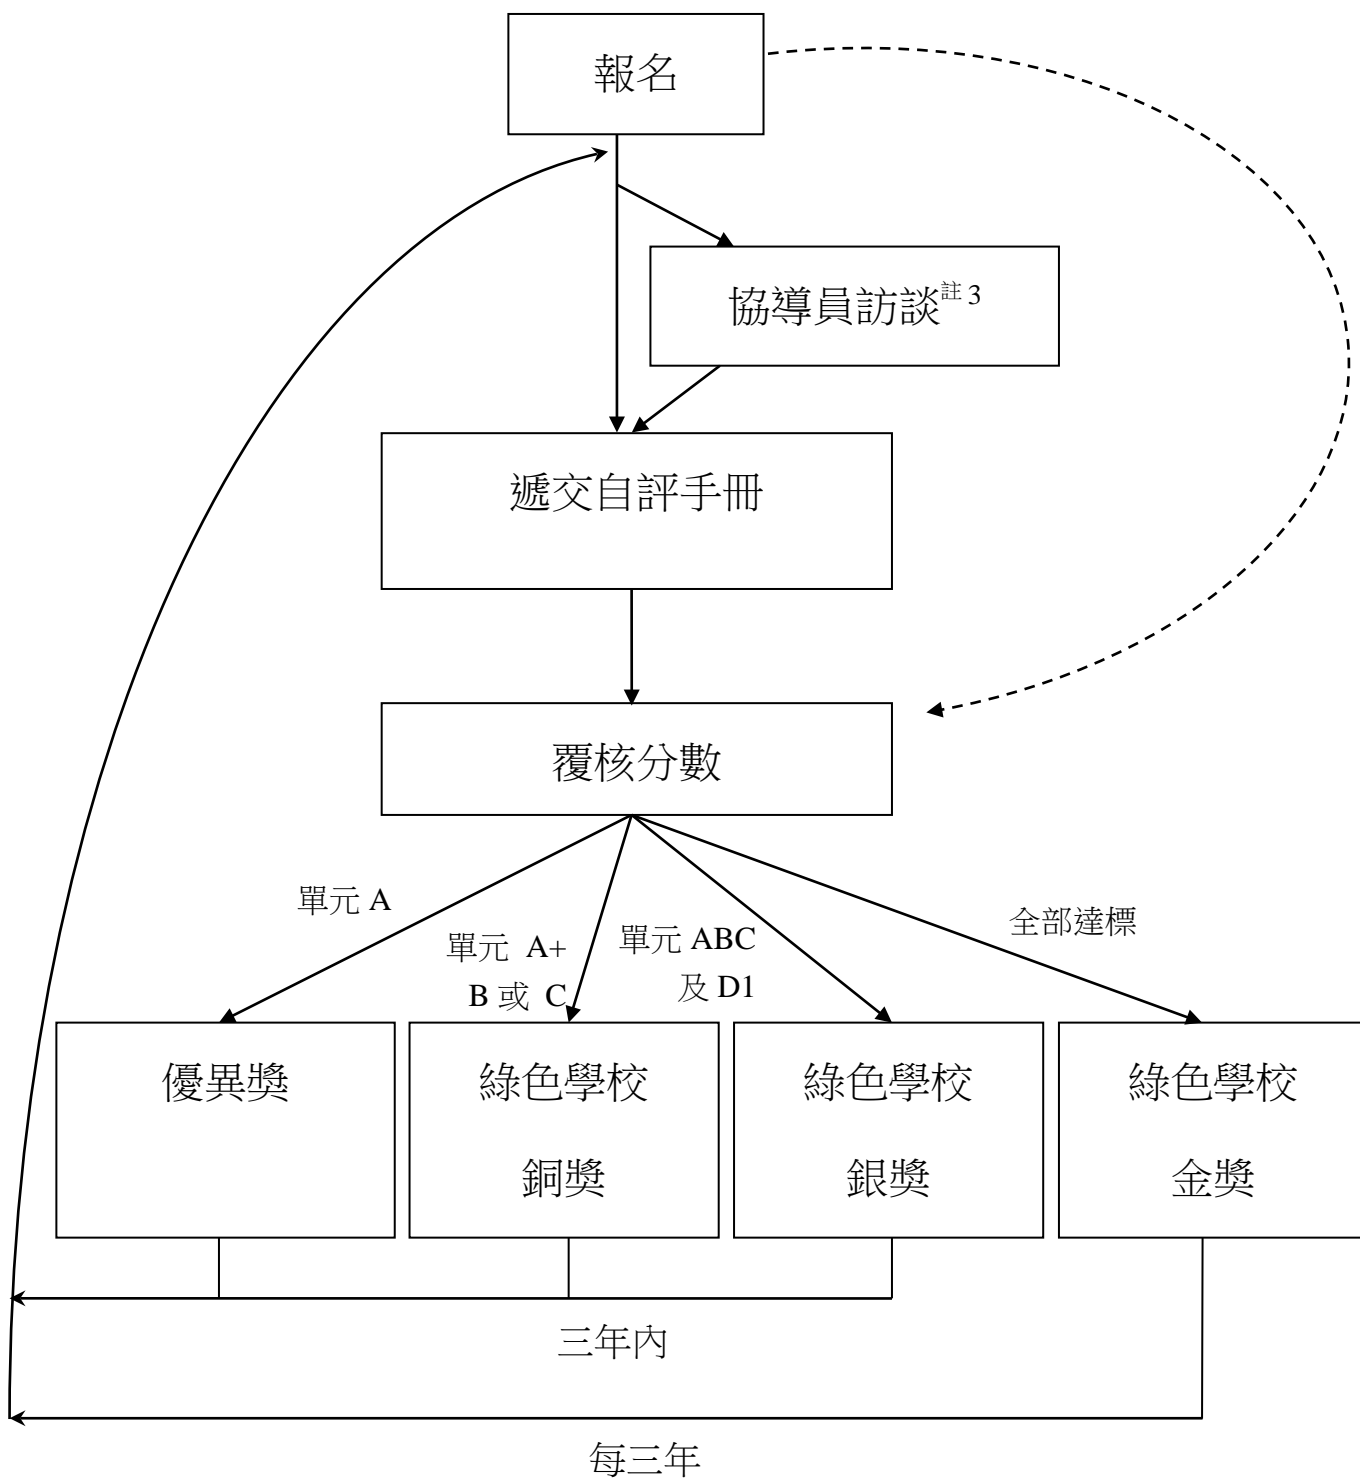 報名
協導員訪談註3
遞交自評手冊
覆核分數
單元 A
單元 A+
B 或 C
單元 ABC
及 D1
全部達標
優異獎
綠色學校
銅獎
綠色學校
銀獎
綠色學校
金獎
三年內
每三年